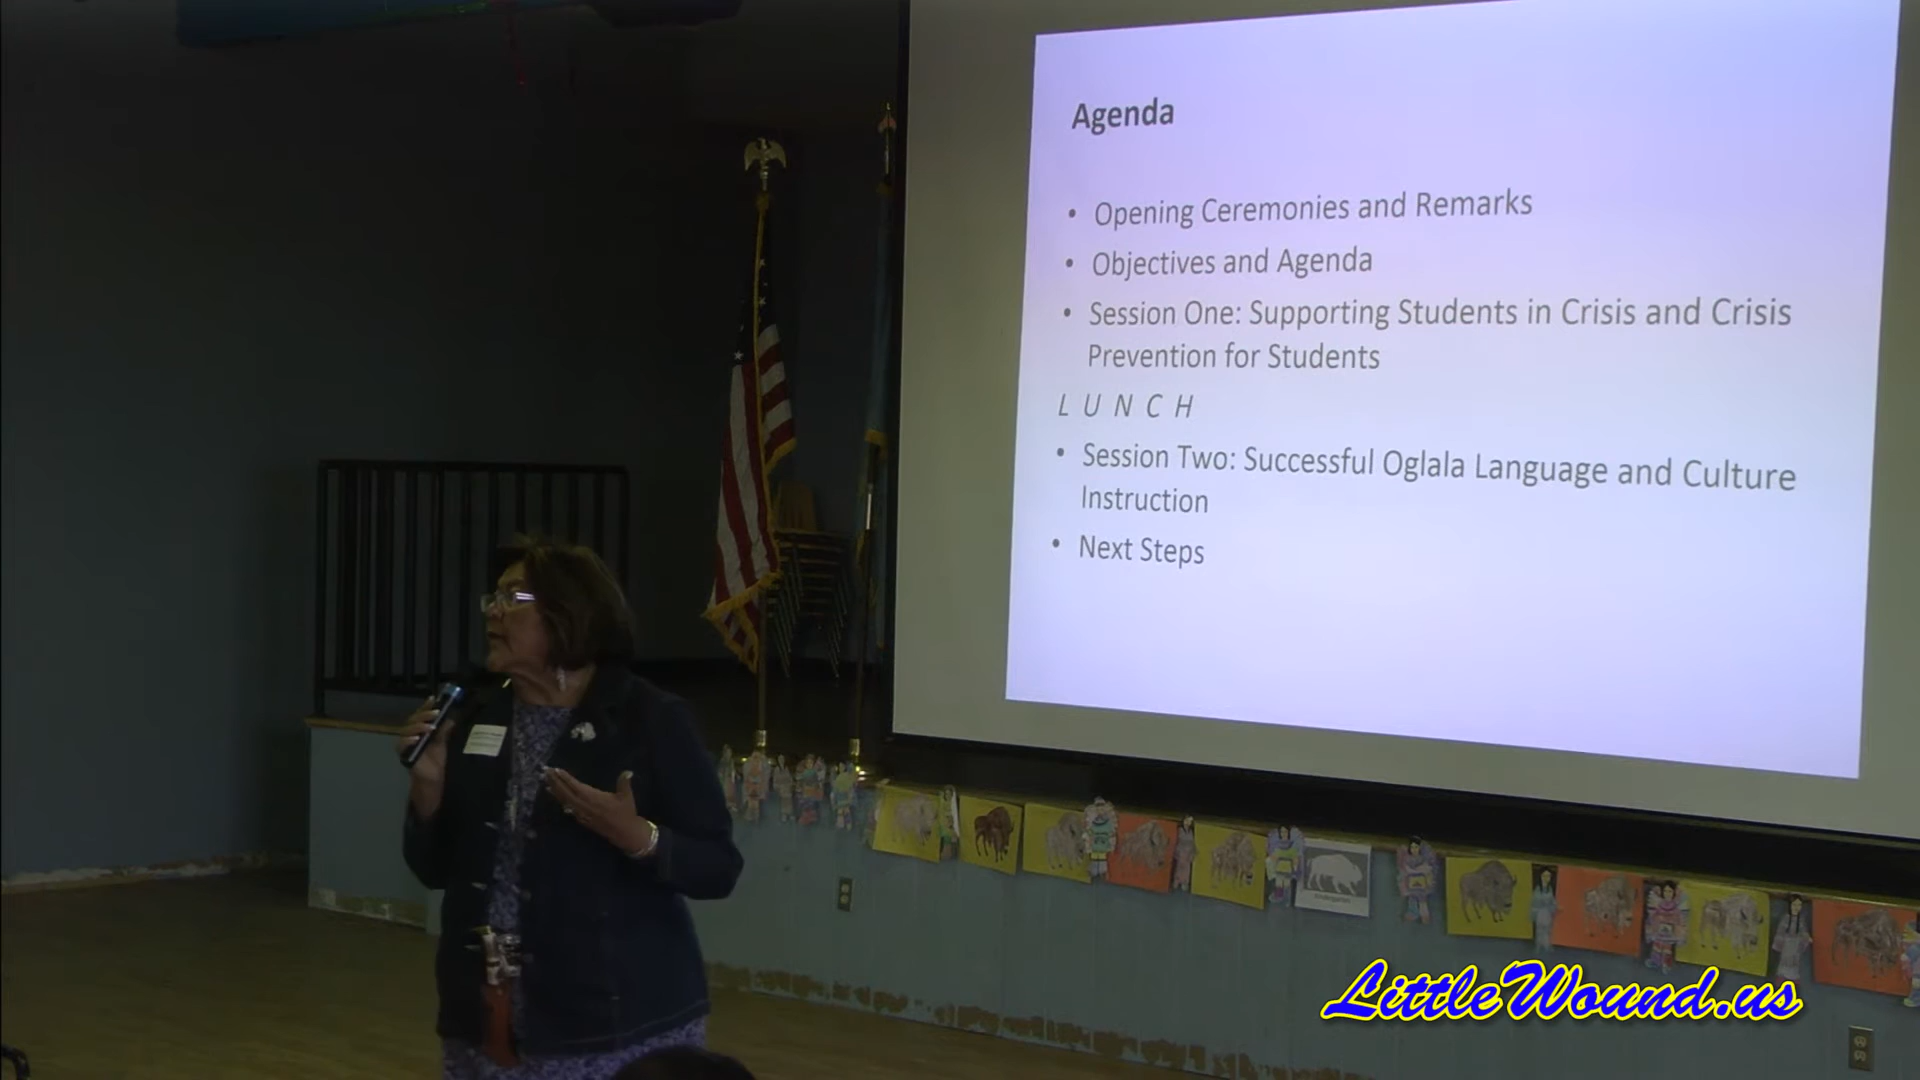 Agenda
• Opening Ceremonies and Remarks
• Objectives and Agenda
• Session One: Supporting Students in Crisis and Crisis
Prevention for Students
L U N C H
• Session Two: Successful Oglala Language and Culture
Instruction
• Next Steps
LittleWound.us